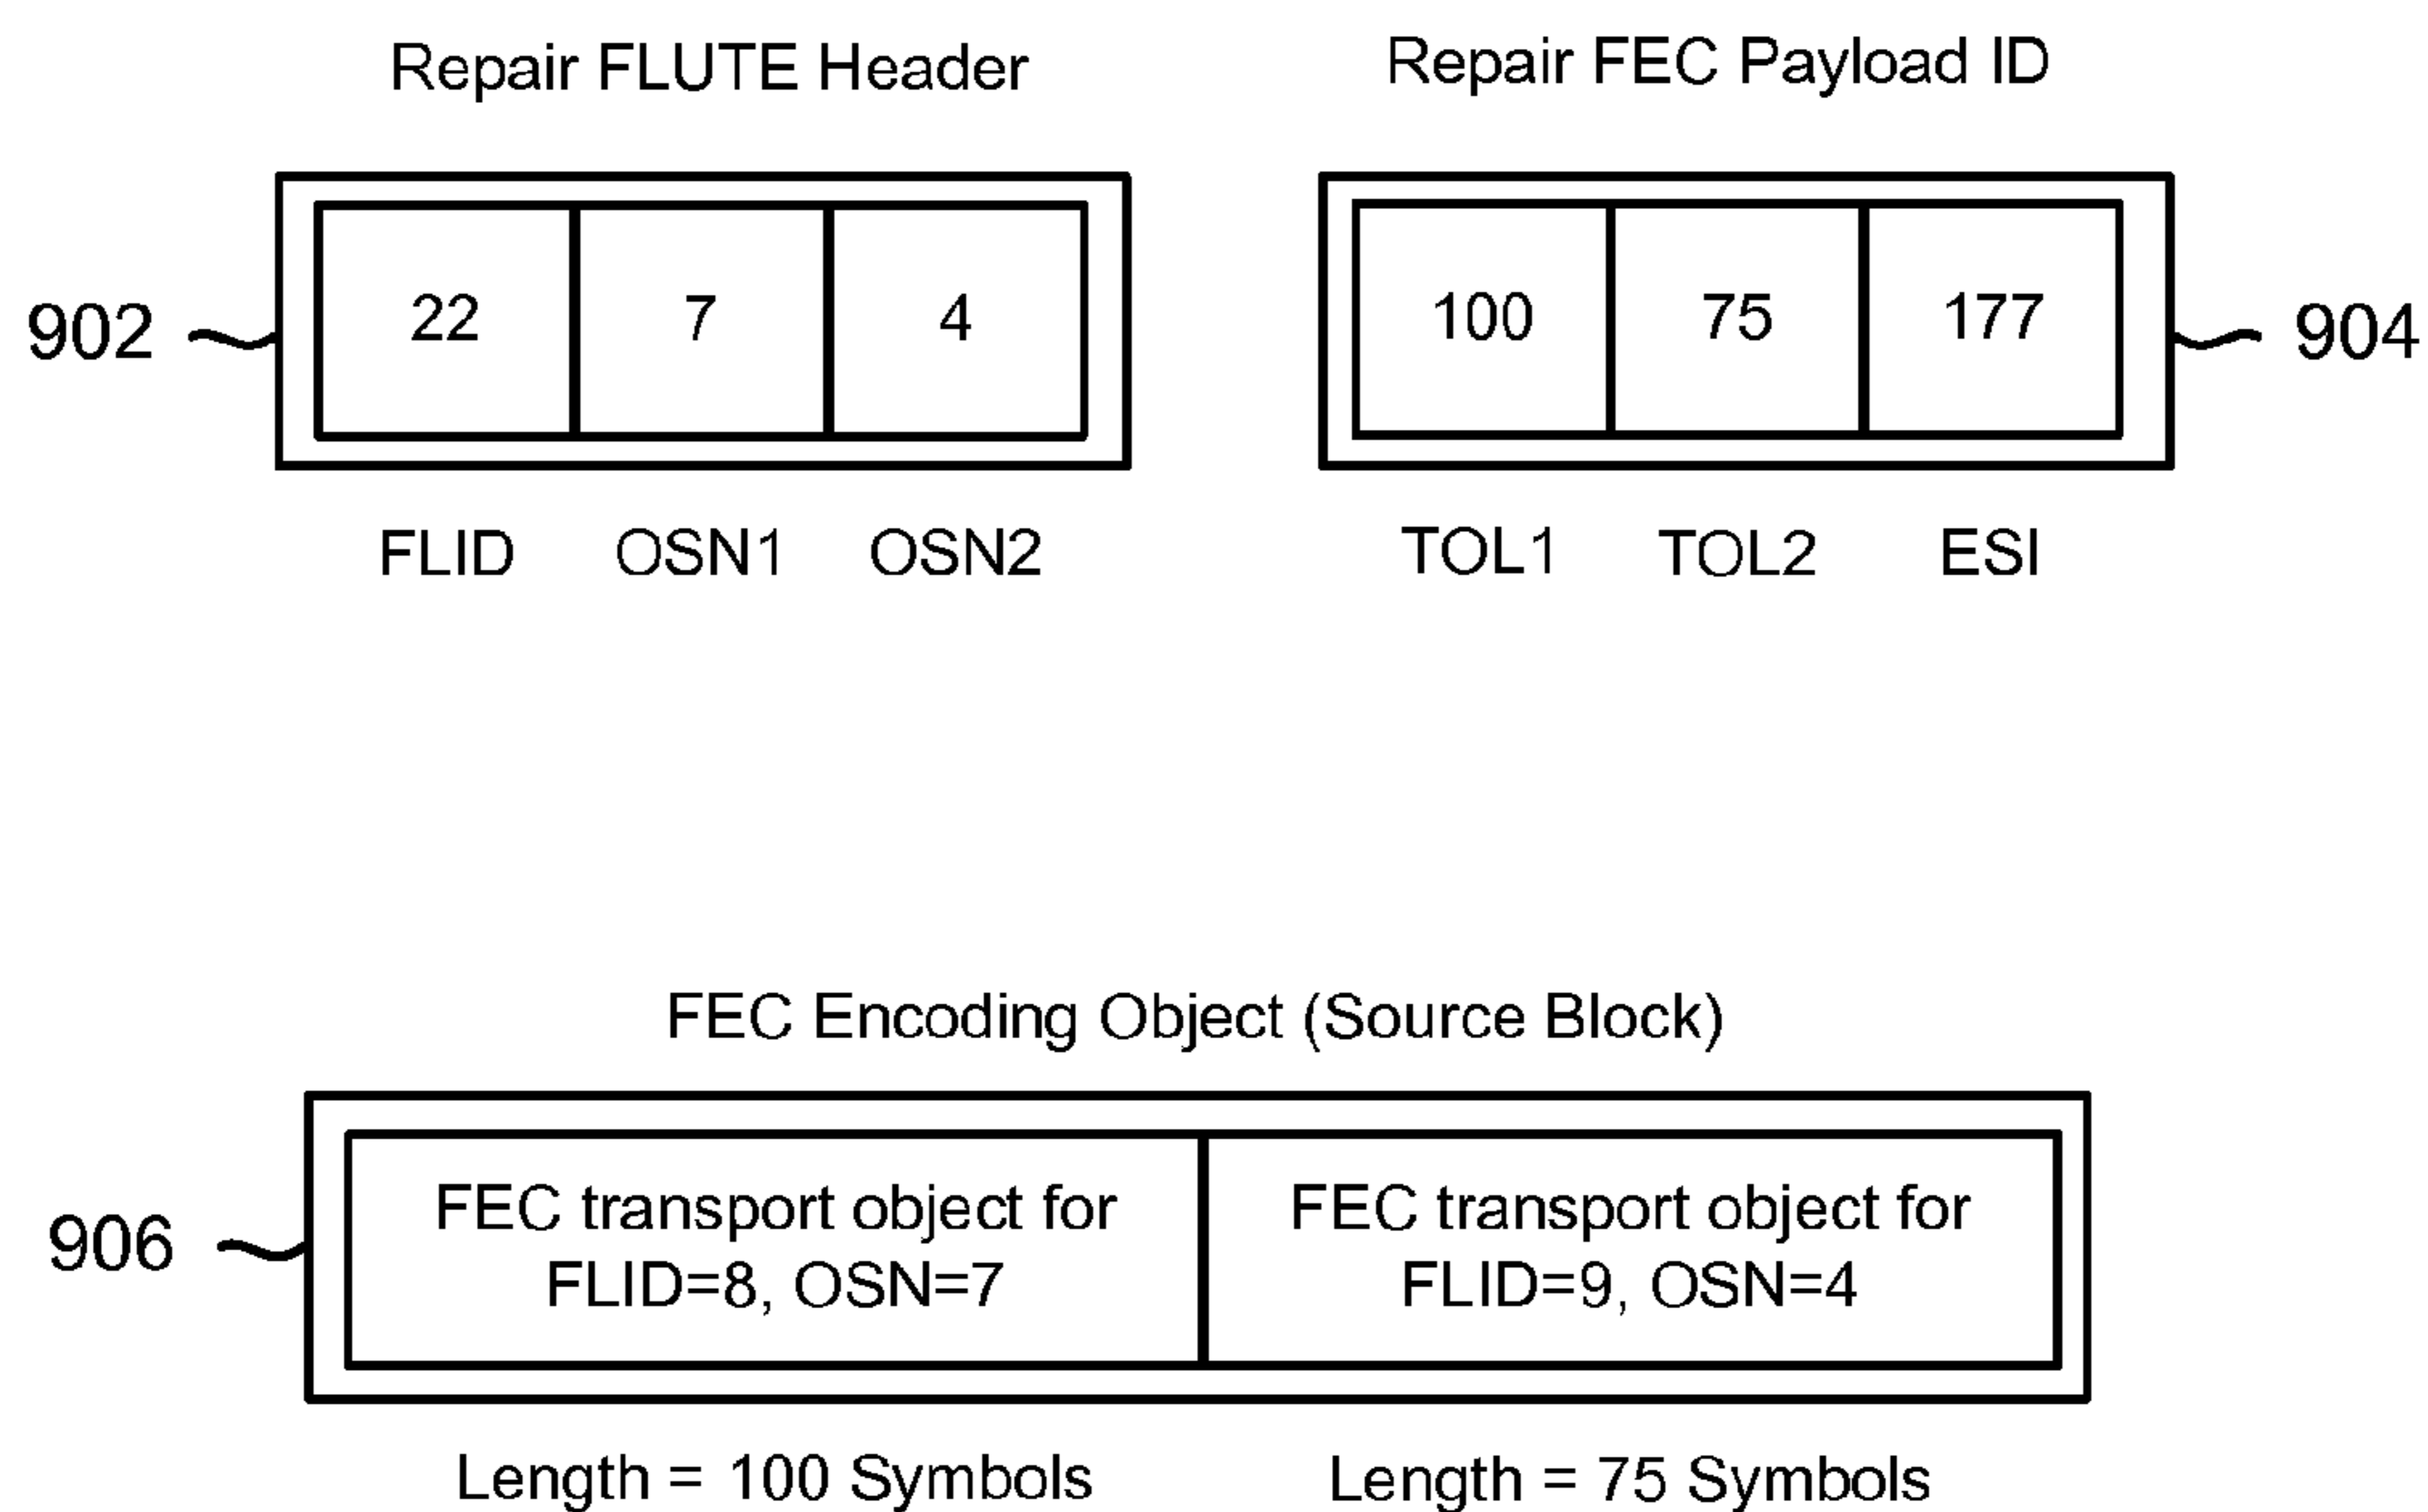 Repair FLUTE Header
Repair FEC Payload ID
902
22 7 4
100 75 177
904
FLID OSN1 OSN2
TOL1 TOL2 ESI
FEC Encoding Object (Source Block)
906
FEC transport object for
FLID=8, OSN=7
FEC transport object for
FLID=9, OSN=4
Length = 100 Symbols
Length = 75 Symbols